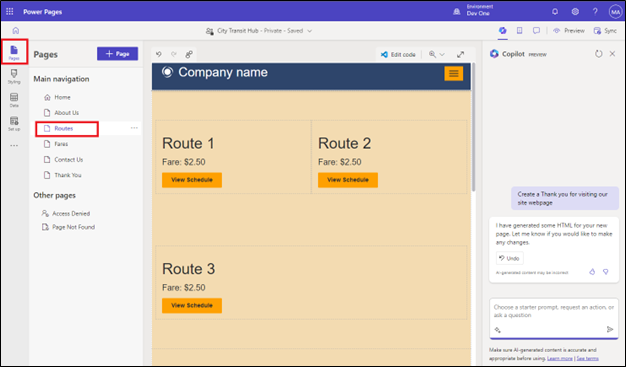 Power Pages
Environment
Dev One
MA
City Transit Hub - Private - Saved
Preview
Sync
Pages
Styling
Data
Set up
Pages
+ Page
Main navigation
Home
About Us
Routes
Fares
Contact Us
Thank You
Other pages
Access Denied
Page Not Found
Edit code
Company name
Route 1
Fare: $2.50
View Schedule
Route 2
Fare: $2.50
View Schedule
Route 3
Fare: $2.50
View Schedule
Copilot PREVIEW
Create a Thank you for visiting our
site webpage
I have generated some HTML for your new
page. Let me know if you would like to make
any changes.
Undo
AI-generated content may be incorrect
Choose a starter prompt, request an action, or
ask a question
Make sure AI-generated content is accurate and
appropriate before using. Learn more | See terms